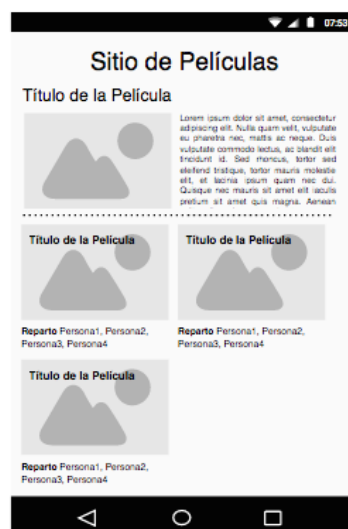 07:53
Sitio de Películas
Título de la Película
Lorem ipsum dolor sit amet, consectetur
adipiscing elit. Nulla quam velit, vulputate
eu pharetra nec, mattis ac neque. Duis
vulputate commodo lectus, ac blandit elit
tincidunt id. Sed rhoncus, tortor sed
eleifend tristique, tortor mauris molestie
elit, et lacinia ipsum quam nec dui.
Quisque nec mauris sit amet elit iaculis
pretium sit amet quis magna. Aenean
Título de la Película
Título de la Película
Reparto Persona1, Persona2,
Persona3, Persona4
Reparto Persona1, Persona2,
Persona3, Persona4
Título de la Película
Reparto Persona1, Persona2,
Persona3, Persona4